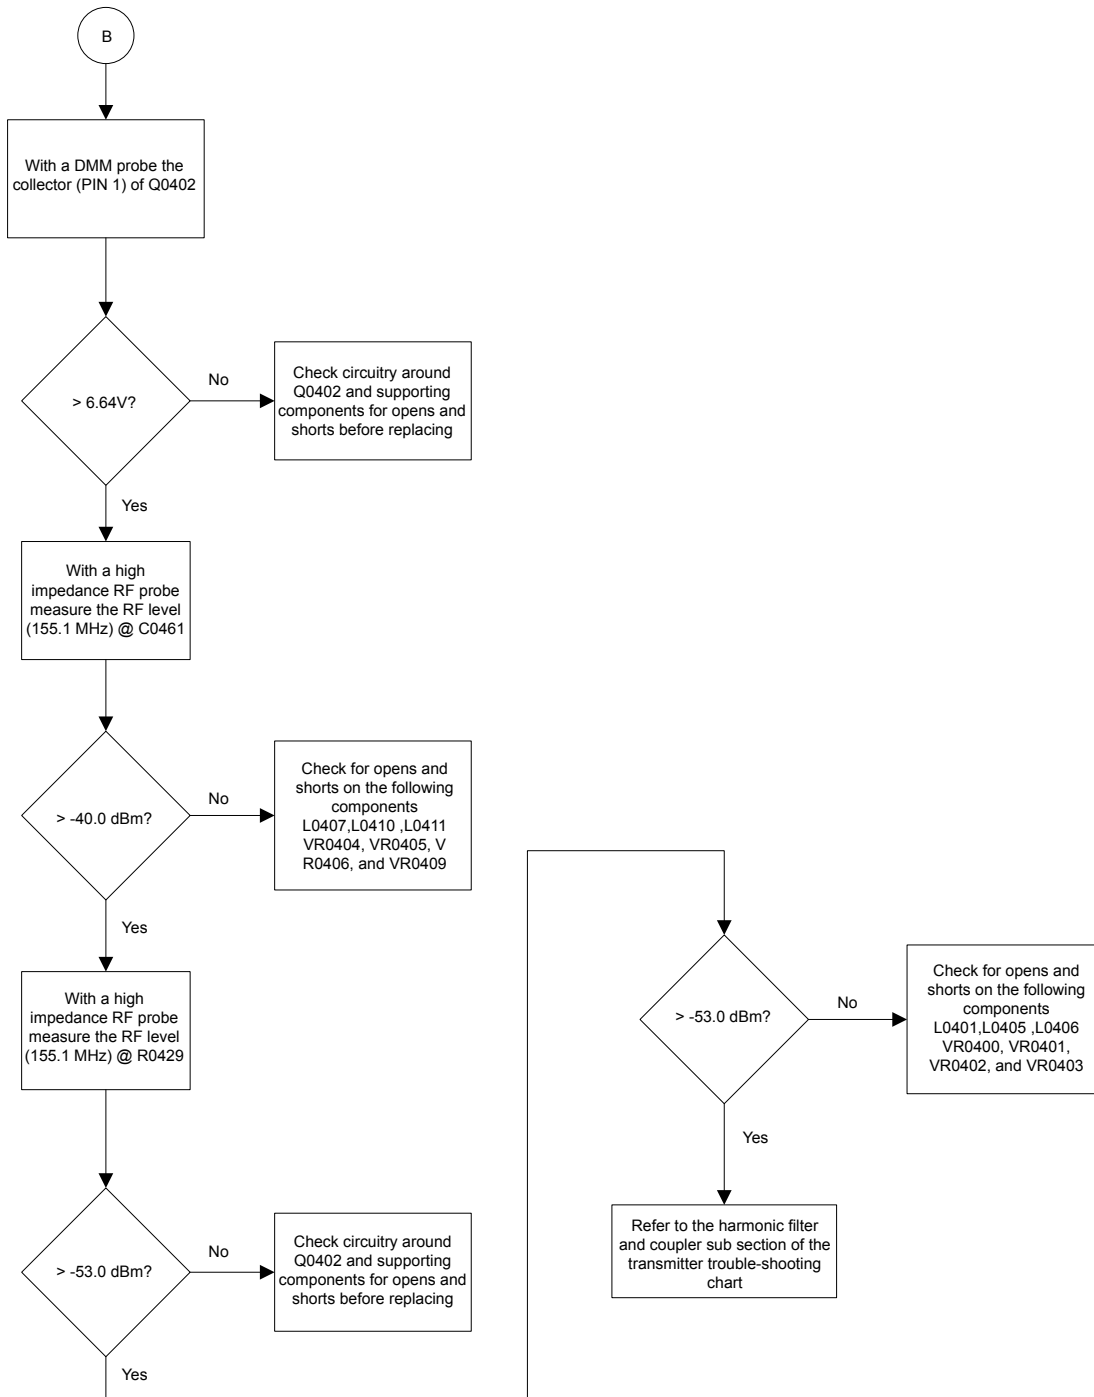 B
With a DMM probe the
collector (PIN 1) of Q0402
> 6.64V?
No
Check circuitry around
Q0402 and supporting
components for opens and
shorts before replacing
Yes
With a high
impedance RF probe
measure the RF level
(155.1 MHz) @ C0461
> -40.0 dBm?
No
Check for opens and
shorts on the following
components
L0407,L0410 ,L0411
VR0404, VR0405, V
R0406, and VR0409
Yes
With a high
impedance RF probe
measure the RF level
(155.1 MHz) @ R0429
> -53.0 dBm?
No
Check circuitry around
Q0402 and supporting
components for opens and
shorts before replacing
Yes
> -53.0 dBm?
No
Check for opens and
shorts on the following
components
L0401,L0405 ,L0406
VR0400, VR0401,
VR0402, and VR0403
Yes
Refer to the harmonic filter
and coupler sub section of the
transmitter trouble-shooting
chart